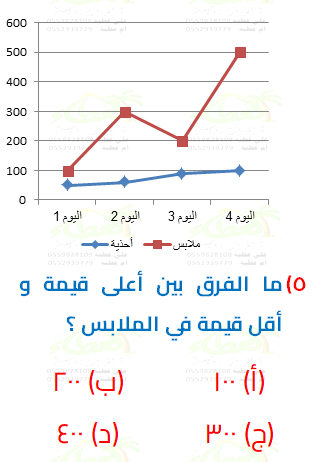 600
500
400
300
200
100
0
اليوم 1 اليوم 2 اليوم 3 اليوم 4
أحذية ملابس
٥) ما الفرق بين أعلى قيمة و
أقل قيمة في الملابس ؟
(أ) ١٠٠ (ب) ٢٠٠
(ج) ٣٠٠ (د) ٤٠٠